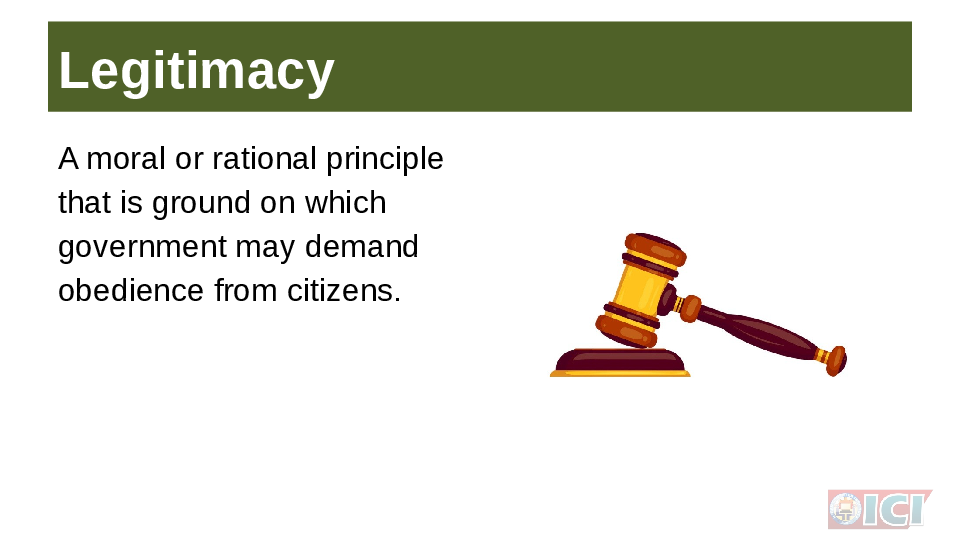 Legitimacy
A moral or rational principle
that is ground on which
government may demand
obedience from citizens.
ICI